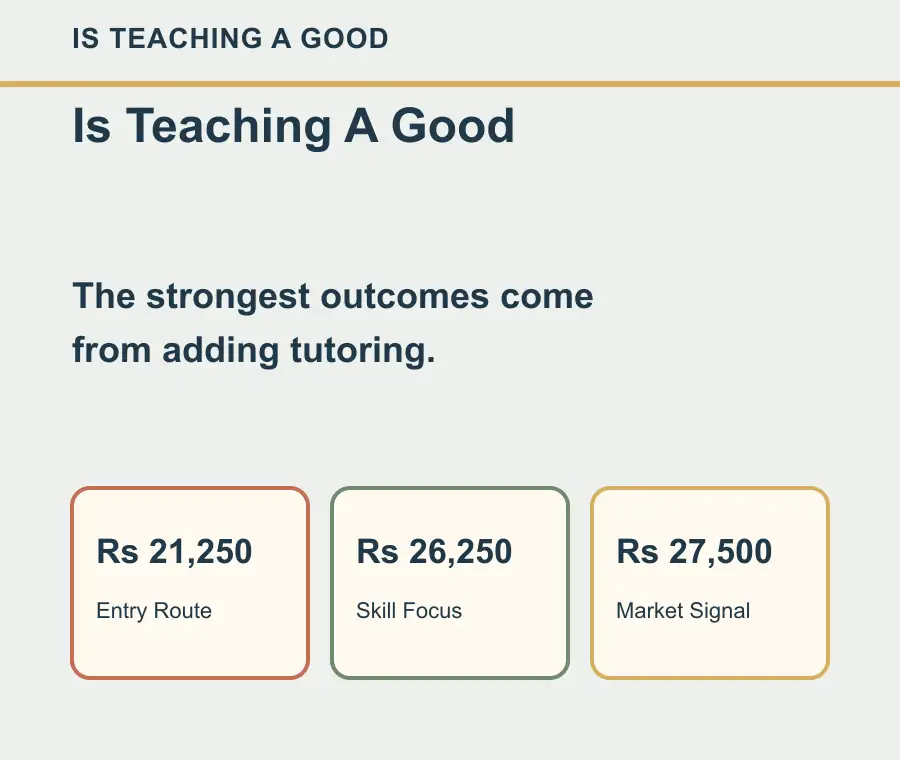 IS TEACHING A GOOD
Is Teaching A Good
The strongest outcomes come
from adding tutoring.
Rs 21,250
Entry Route
Rs 26,250
Skill Focus
Rs 27,500
Market Signal